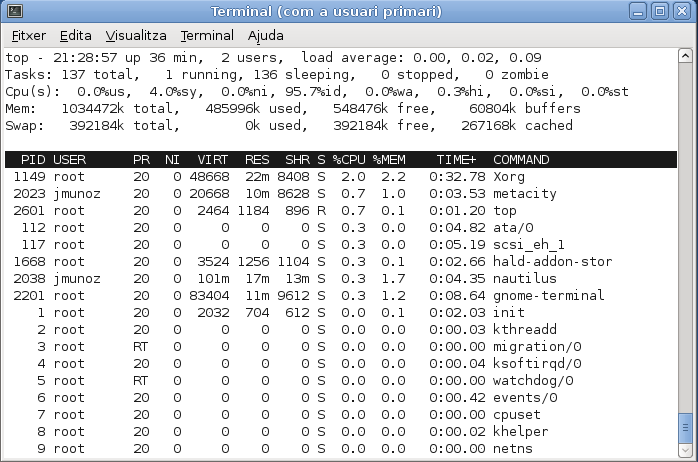 Terminal (com a usuari primari)
Fitxer Edita Visualitza Terminal Ajuda
top - 21:28:57 up 36 min,  2 users,  load average: 0.00, 0.02, 0.09
Tasks: 137 total,   1 running, 136 sleeping,   0 stopped,   0 zombie
Cpu(s):  0.0%us,  4.0%sy,  0.0%ni, 95.7%id,  0.0%wa,  0.3%hi,  0.0%si,  0.0%st
Mem:   1034472k total,   485996k used,   548476k free,    60804k buffers
Swap:   392184k total,        0k used,   392184k free,   267168k cached
PID USER      PR  NI  VIRT  RES  SHR S %CPU %MEM    TIME+  COMMAND
1149 root      20   0 48668  22m 8408 S  2.0  2.2   0:32.78 Xorg
2023 jmunoz    20   0 20668  10m 8628 S  0.7  1.0   0:03.53 metacity
2601 root      20   0  2464 1184  896 R  0.7  0.1   0:01.20 top
112 root      20   0     0    0    0 S  0.3  0.0   0:04.82 ata/0
117 root      20   0     0    0    0 S  0.3  0.0   0:05.19 scsi_eh_1
1668 root      20   0  3524 1256 1104 S  0.3  0.1   0:02.66 hald-addon-stor
2038 jmunoz    20   0  101m  17m  13m S  0.3  1.7   0:04.35 nautilus
2201 root      20   0 83404  11m 9612 S  0.3  1.2   0:08.64 gnome-terminal
1 root      20   0  2032  704  612 S  0.0  0.1   0:02.03 init
2 root      20   0     0    0    0 S  0.0  0.0   0:00.03 kthreadd
3 root      RT   0     0    0    0 S  0.0  0.0   0:00.00 migration/0
4 root      20   0     0    0    0 S  0.0  0.0   0:00.04 ksoftirqd/0
5 root      RT   0     0    0    0 S  0.0  0.0   0:00.00 watchdog/0
6 root      20   0     0    0    0 S  0.0  0.0   0:00.42 events/0
7 root      20   0     0    0    0 S  0.0  0.0   0:00.00 cpuset
8 root      20   0     0    0    0 S  0.0  0.0   0:00.02 khelper
9 root      20   0     0    0    0 S  0.0  0.0   0:00.00 netns